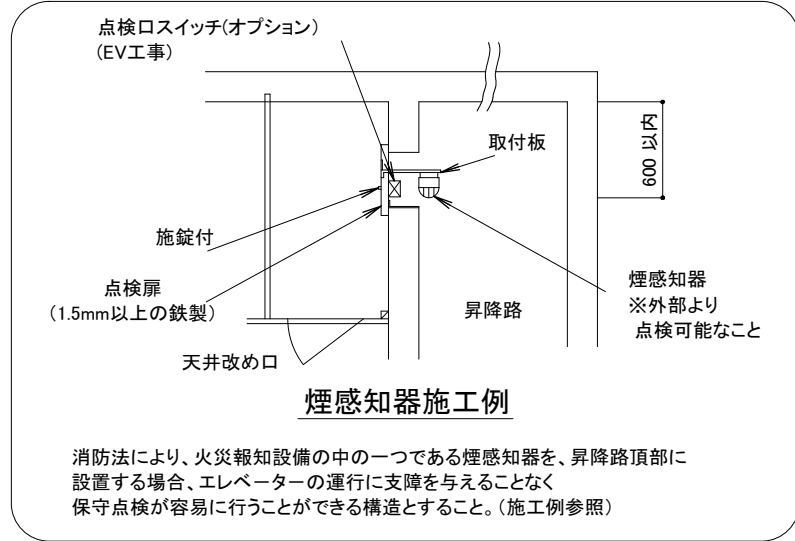 点検口スイッチ(オプション)
(EV工事)
取付板
600 以内
施錠付
点検扉
(1.5mm以上の鉄製)
煙感知器
※外部より
点検可能なこと
昇降路
天井改め口
煙感知器施工例
消防法により、火災報知設備の中の一つである煙感知器を、昇降路頂部に
設置する場合、エレベーターの運行に支障を与えることなく
保守点検が容易に行うことができる構造とすること。(施工例参照)